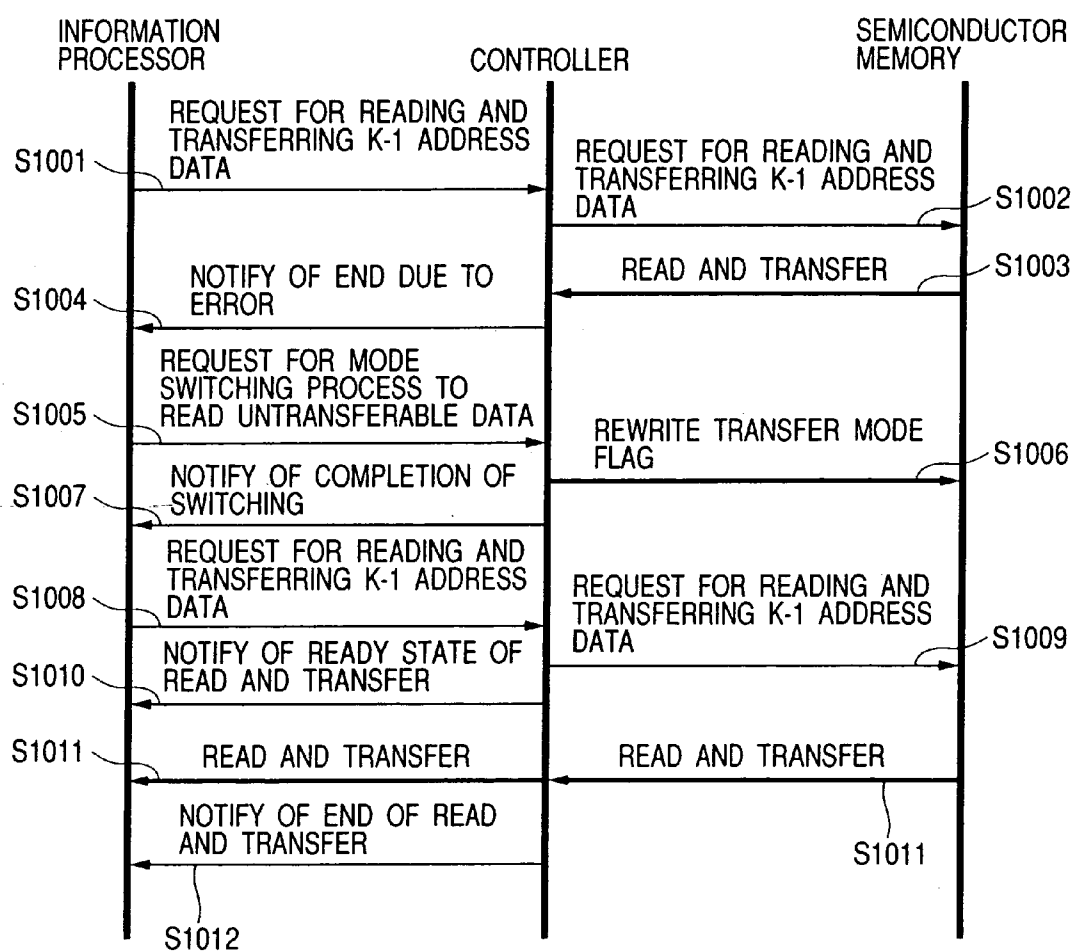 INFORMATION
PROCESSOR
CONTROLLER
SEMICONDUCTOR
MEMORY
REQUEST FOR READING AND
TRANSFERRING K-1 ADDRESS
DATA
S1001
REQUEST FOR READING AND
TRANSFERRING K-1 ADDRESS
DATA
S1002
READ AND TRANSFER
S1003
NOTIFY OF END DUE TO
ERROR
S1004
REQUEST FOR MODE
SWITCHING PROCESS TO
READ UNTRANSFERABLE DATA
S1005
REWRITE TRANSFER MODE
FLAG
S1006
NOTIFY OF COMPLETION OF
SWITCHING
S1007
REQUEST FOR READING AND
TRANSFERRING K-1 ADDRESS
DATA
S1008
REQUEST FOR READING AND
TRANSFERRING K-1 ADDRESS
DATA
S1009
NOTIFY OF READY STATE OF
READ AND TRANSFER
S1010
S1011
READ AND TRANSFER
READ AND TRANSFER
S1011
NOTIFY OF END OF READ
AND TRANSFER
S1012